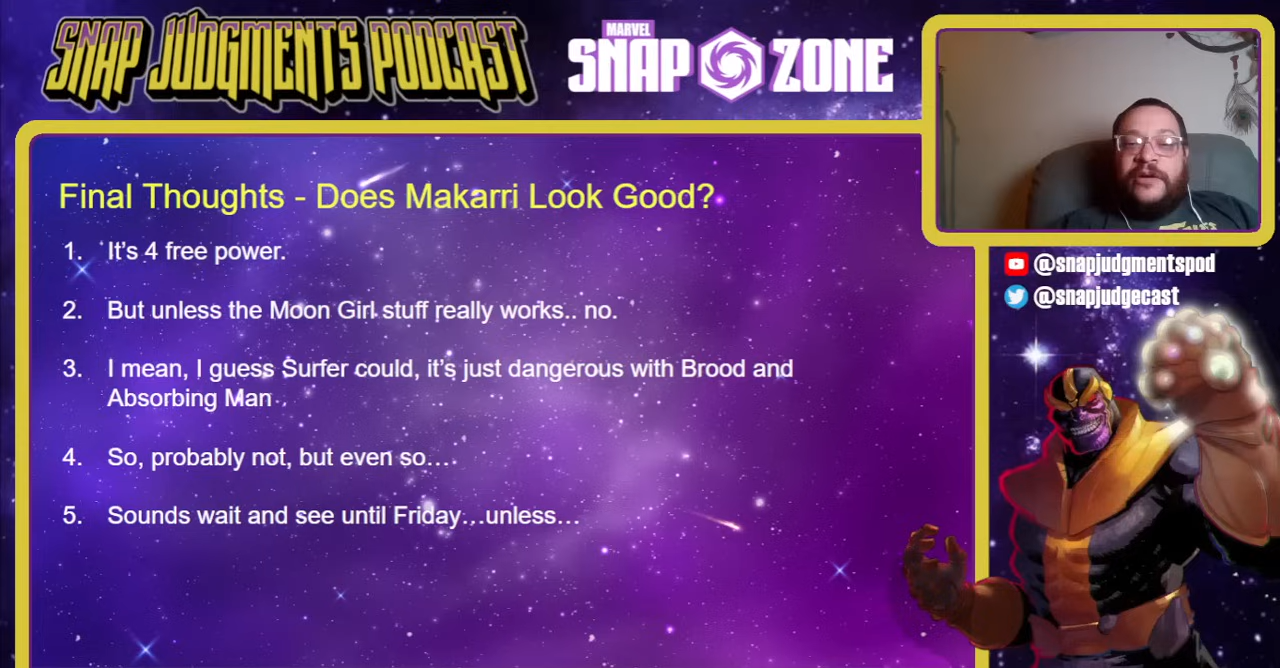 SNAP JUDGMENTS PODCAST
MARVEL
SNAP ZONE
Final Thoughts - Does Makarri Look Good?
1. It's 4 free power.
2. But unless the Moon Girl stuff really works.. no.
3. I mean, I guess Surfer could, it's just dangerous with Brood and
Absorbing Man
4. So, probably not, but even so…
5. Sounds wait and see until Friday…unless…
@snapjudgmentspod
@snapjudgecast